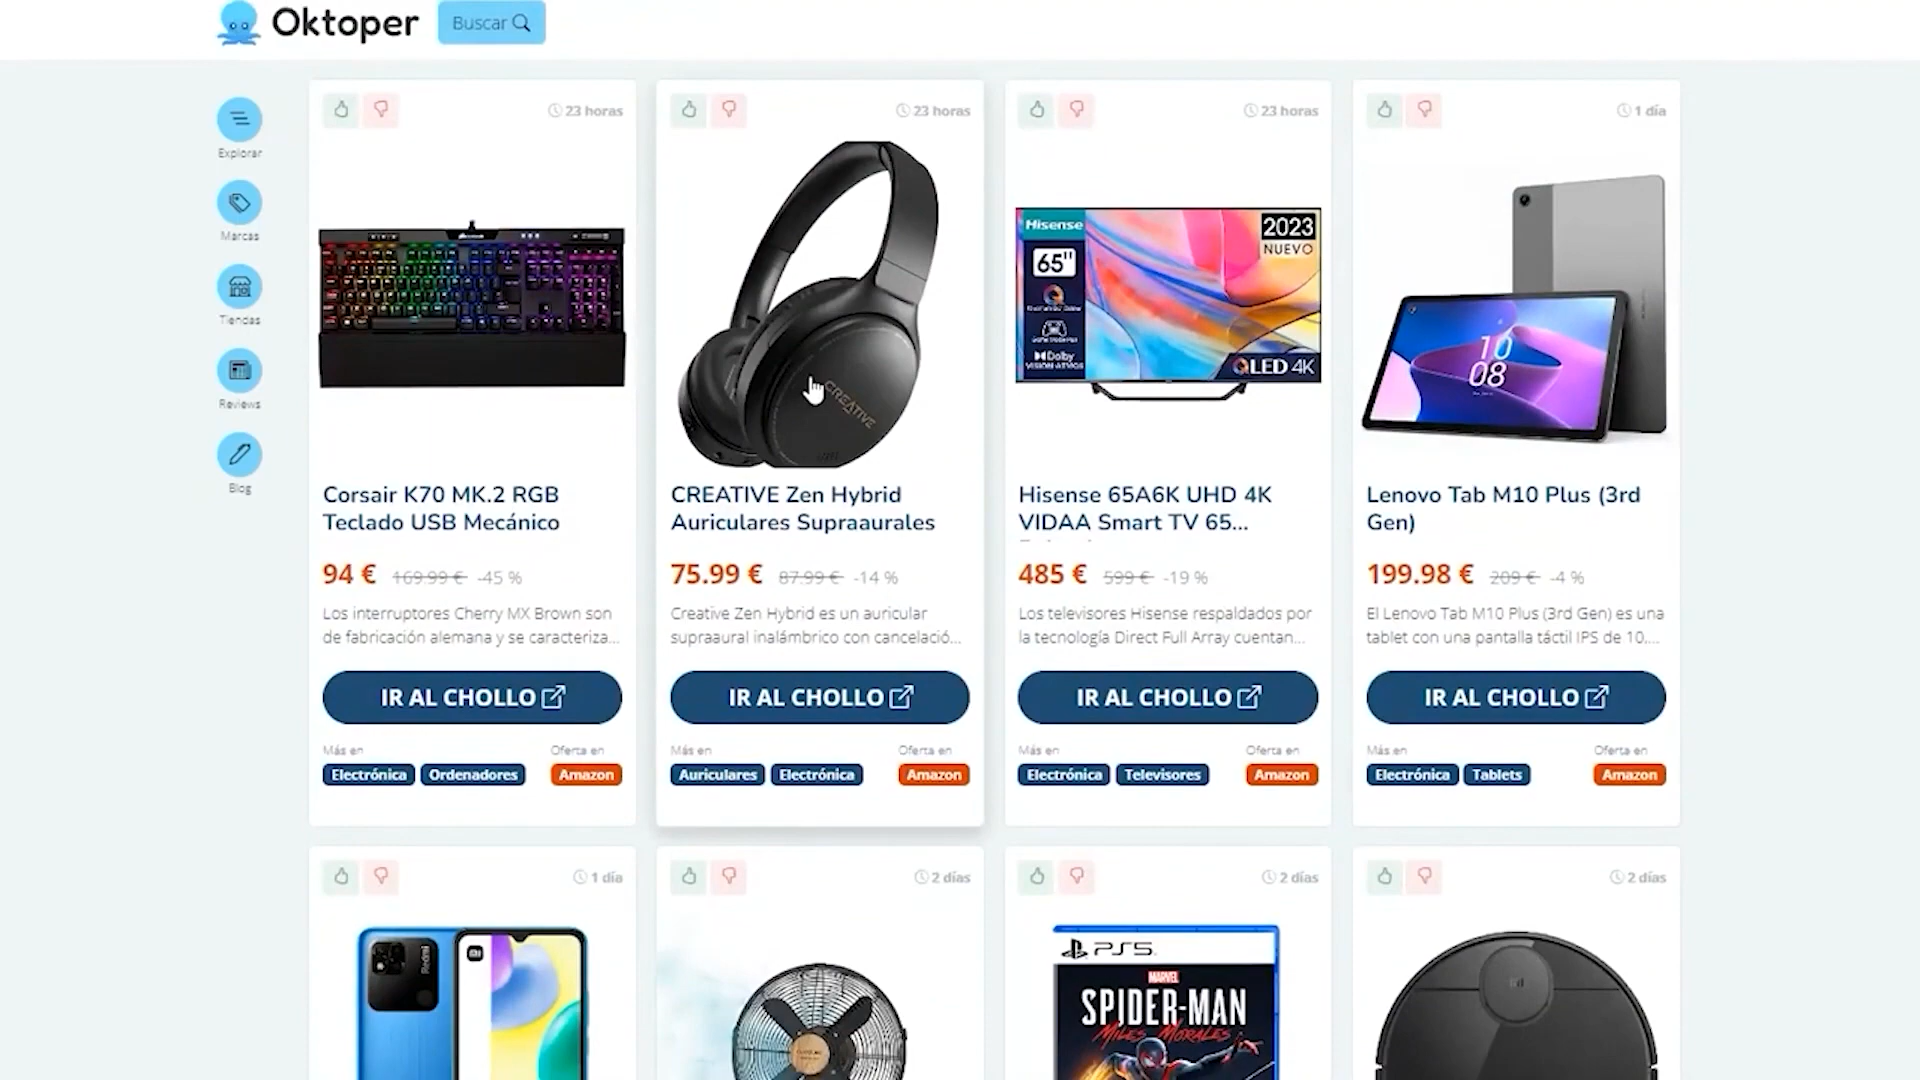 Oktoper
Buscar
Explorar
Marcas
Tiendas
Reviews
Blog
23 horas
23 horas
23 horas
1 día
CREATIVE
Hisense
2023
NUEVO
65"
Dolby
VISION·ATMOS
QLED 4K
10
08
Corsair K70 MK.2 RGB
Teclado USB Mecánico
94 € 169.99 € -45 %
Los interruptores Cherry MX Brown son
de fabricación alemana y se caracteriza...
IR AL CHOLLO
Más en
Oferta en
Electrónica Ordenadores Amazon
CREATIVE Zen Hybrid
Auriculares Supraaurales
75.99 € 87.99 € -14 %
Creative Zen Hybrid es un auricular
supraaural inalámbrico con cancelació...
IR AL CHOLLO
Más en
Oferta en
Auriculares Electrónica Amazon
Hisense 65A6K UHD 4K
VIDAA Smart TV 65...
485 € 599 € -19 %
Los televisores Hisense respaldados por
la tecnología Direct Full Array cuentan...
IR AL CHOLLO
Más en
Oferta en
Electrónica Televisores Amazon
Lenovo Tab M10 Plus (3rd
Gen)
199.98 € 209 € -4 %
El Lenovo Tab M10 Plus (3rd Gen) es una
tablet con una pantalla táctil IPS de 10....
IR AL CHOLLO
Más en
Oferta en
Electrónica Tablets Amazon
1 día
2 días
2 días
2 días
Redmi
PS5
MARVEL
SPIDER-MAN
MILES MORALES